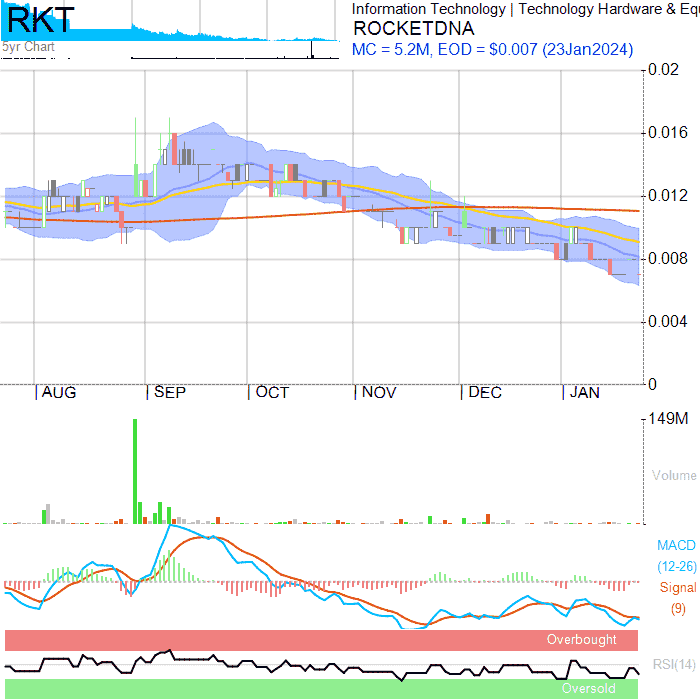 RKT
5yr Chart
Information Technology | Technology Hardware & Equ
ROCKETDNA
MC = 5.2M, EOD = $0.007 (23Jan2024)
0.02
0.016
0.012
0.008
0.004
0
AUG SEP OCT NOV DEC JAN
149M
Volume
MACD
(12-26)
Signal
(9)
Overbought
RSI(14)
Oversold